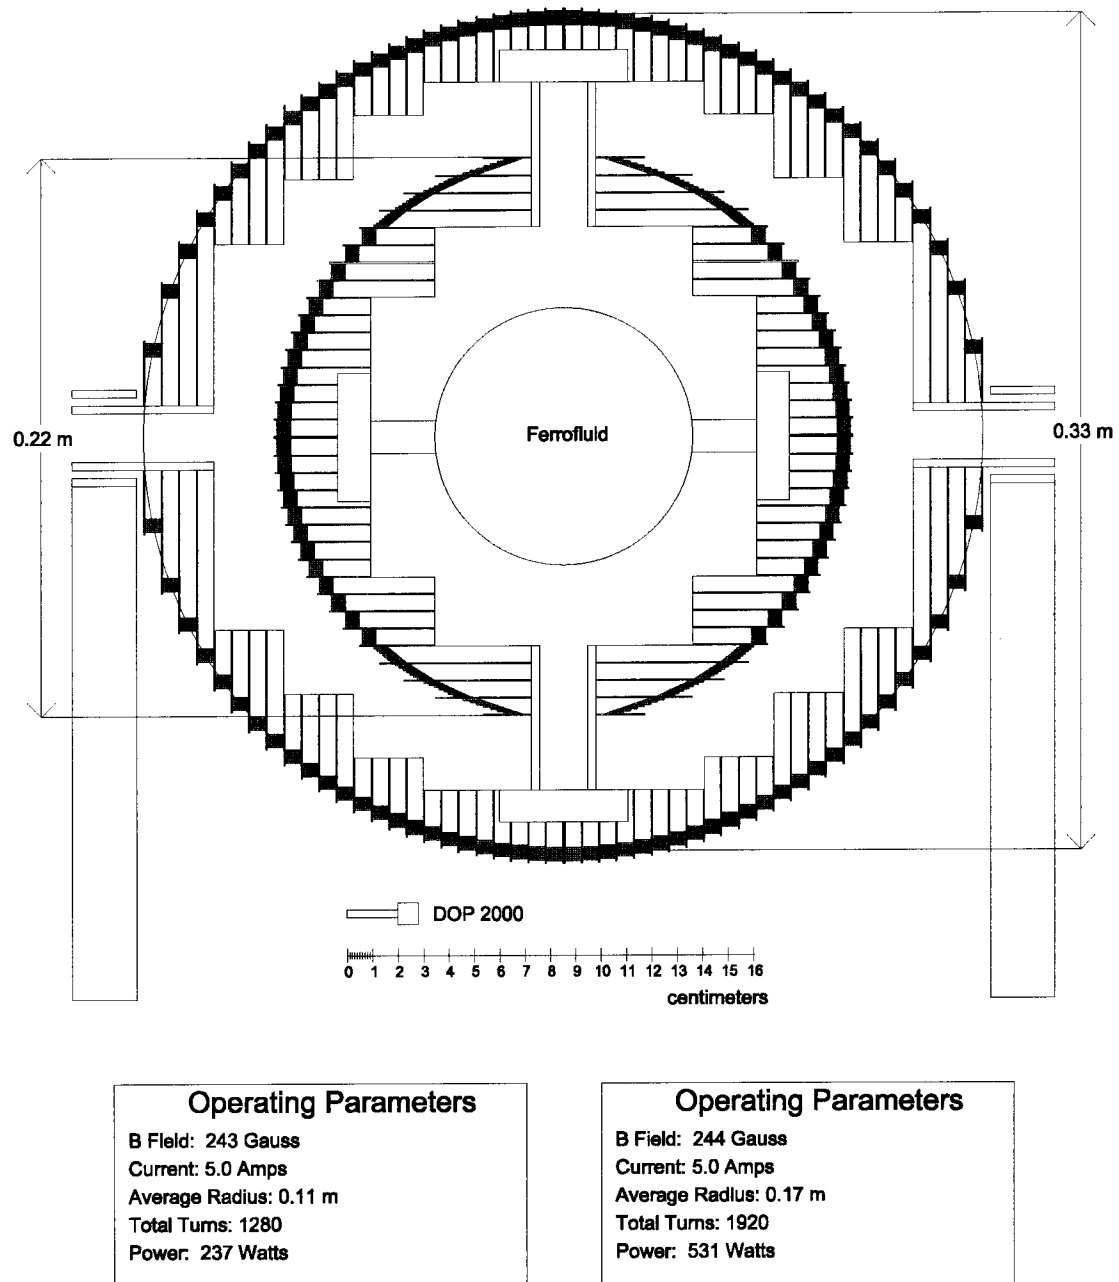 0.22 m
Ferrofluid
0.33 m
DOP 2000
0 1 2 3 4 5 6 7 8 9 10 11 12 13 14 15 16
centimeters
Operating Parameters
B Field: 243 Gauss
Current: 5.0 Amps
Average Radius: 0.11 m
Total Turns: 1280
Power: 237 Watts
Operating Parameters
B Field: 244 Gauss
Current: 5.0 Amps
Average Radius: 0.17 m
Total Turns: 1920
Power: 531 Watts